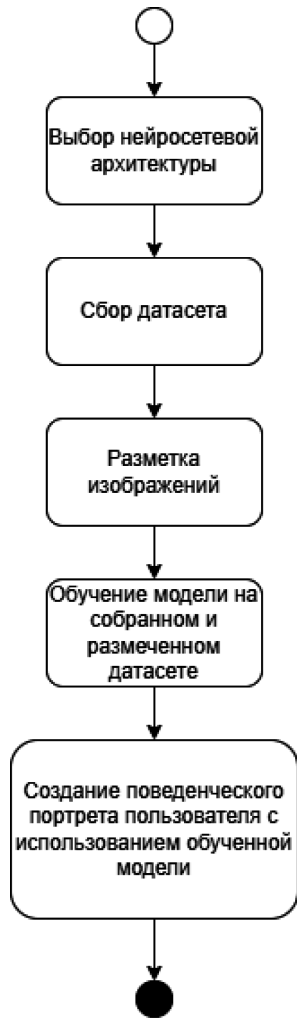 Выбор нейросетевой
архитектуры
Сбор датасета
Разметка
изображений
Обучение модели на
собранном и
размеченном
датасете
Создание поведенческого
портрета пользователя с
использованием обученной
модели